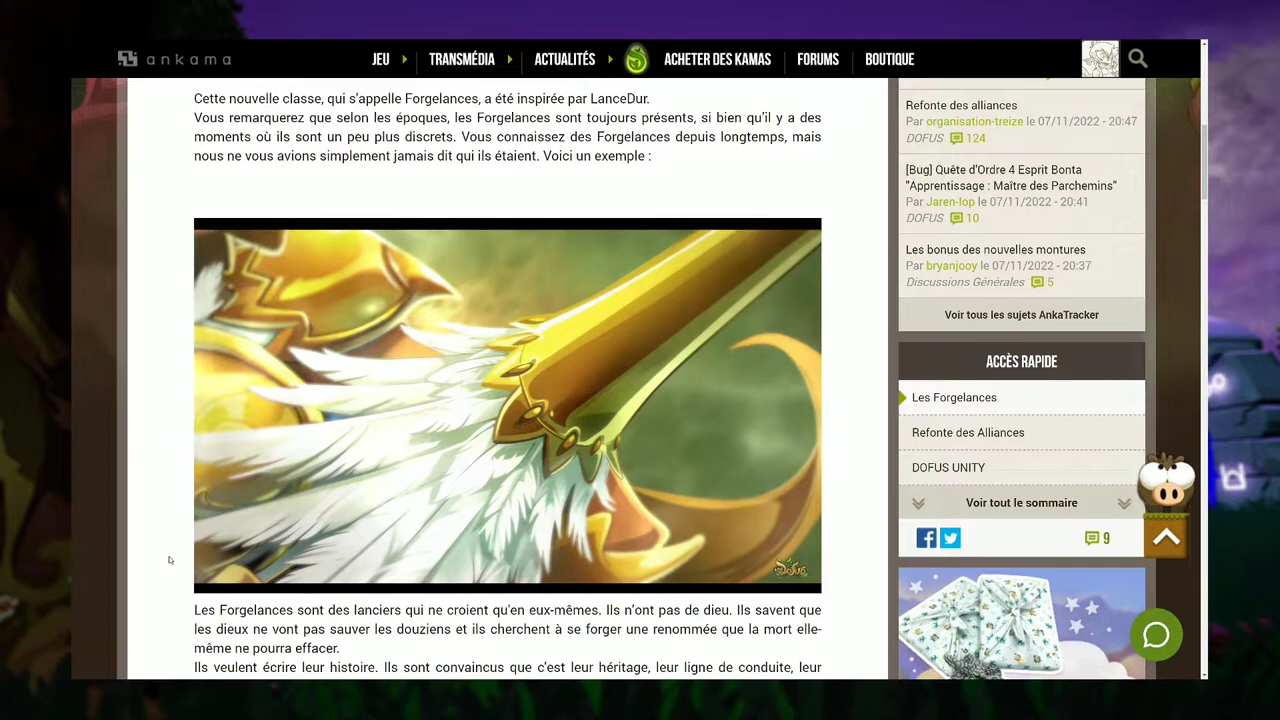 ankama
JEU
TRANSMÉDIA
ACTUALITÉS
ACHETER DES KAMAS
FORUMS
BOUTIQUE
Cette nouvelle classe, qui s'appelle Forgelances, a été inspirée par LanceDur.
Vous remarquerez que selon les époques, les Forgelances sont toujours présents, si bien qu'il y a des
moments où ils sont un peu plus discrets. Vous connaissez des Forgelances depuis longtemps, mais
nous ne vous avions simplement jamais dit qui ils étaient. Voici un exemple :
DOFUS
Les Forgelances sont des lanciers qui ne croient qu'en eux-mêmes. Ils n'ont pas de dieu. Ils savent que
les dieux ne vont pas sauver les douziens et ils cherchent à se forger une renommée que la mort elle-
même ne pourra effacer.
Ils veulent écrire leur histoire. Ils sont convaincus que c'est leur héritage, leur ligne de conduite, leur
Refonte des alliances
Par organisation-treize le 07/11/2022 - 20:47
DOFUS 124
[Bug] Quête d'Ordre 4 Esprit Bonta
"Apprentissage : Maître des Parchemins"
Par Jaren-Iop le 07/11/2022 - 20:41
DOFUS 10
Les bonus des nouvelles montures
Par bryanjooy le 07/11/2022 - 20:37
Discussions Générales 5
Voir tous les sujets AnkaTracker
ACCÈS RAPIDE
Les Forgelances
Refonte des Alliances
DOFUS UNITY
Voir tout le sommaire
9